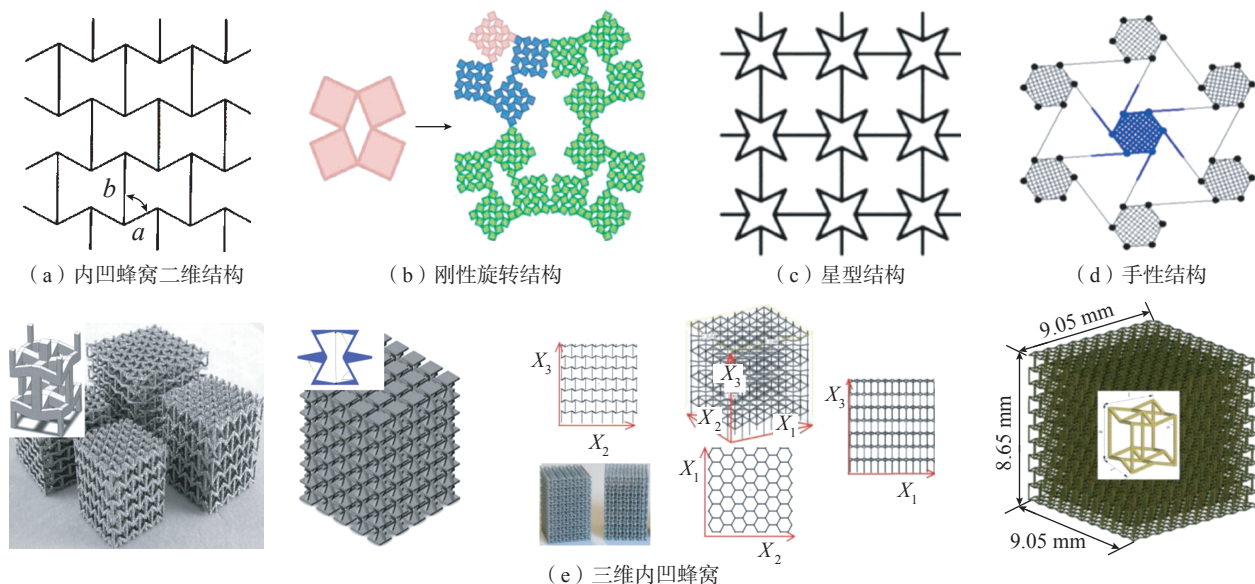 b
a
（a）内凹蜂窝二维结构
（b）刚性旋转结构
（c）星型结构
（d）手性结构
X3
X2
X3
X2
X1
X1
X2
X3
X1
9.05 mm
8.65 mm
9.05 mm
（e）三维内凹蜂窝